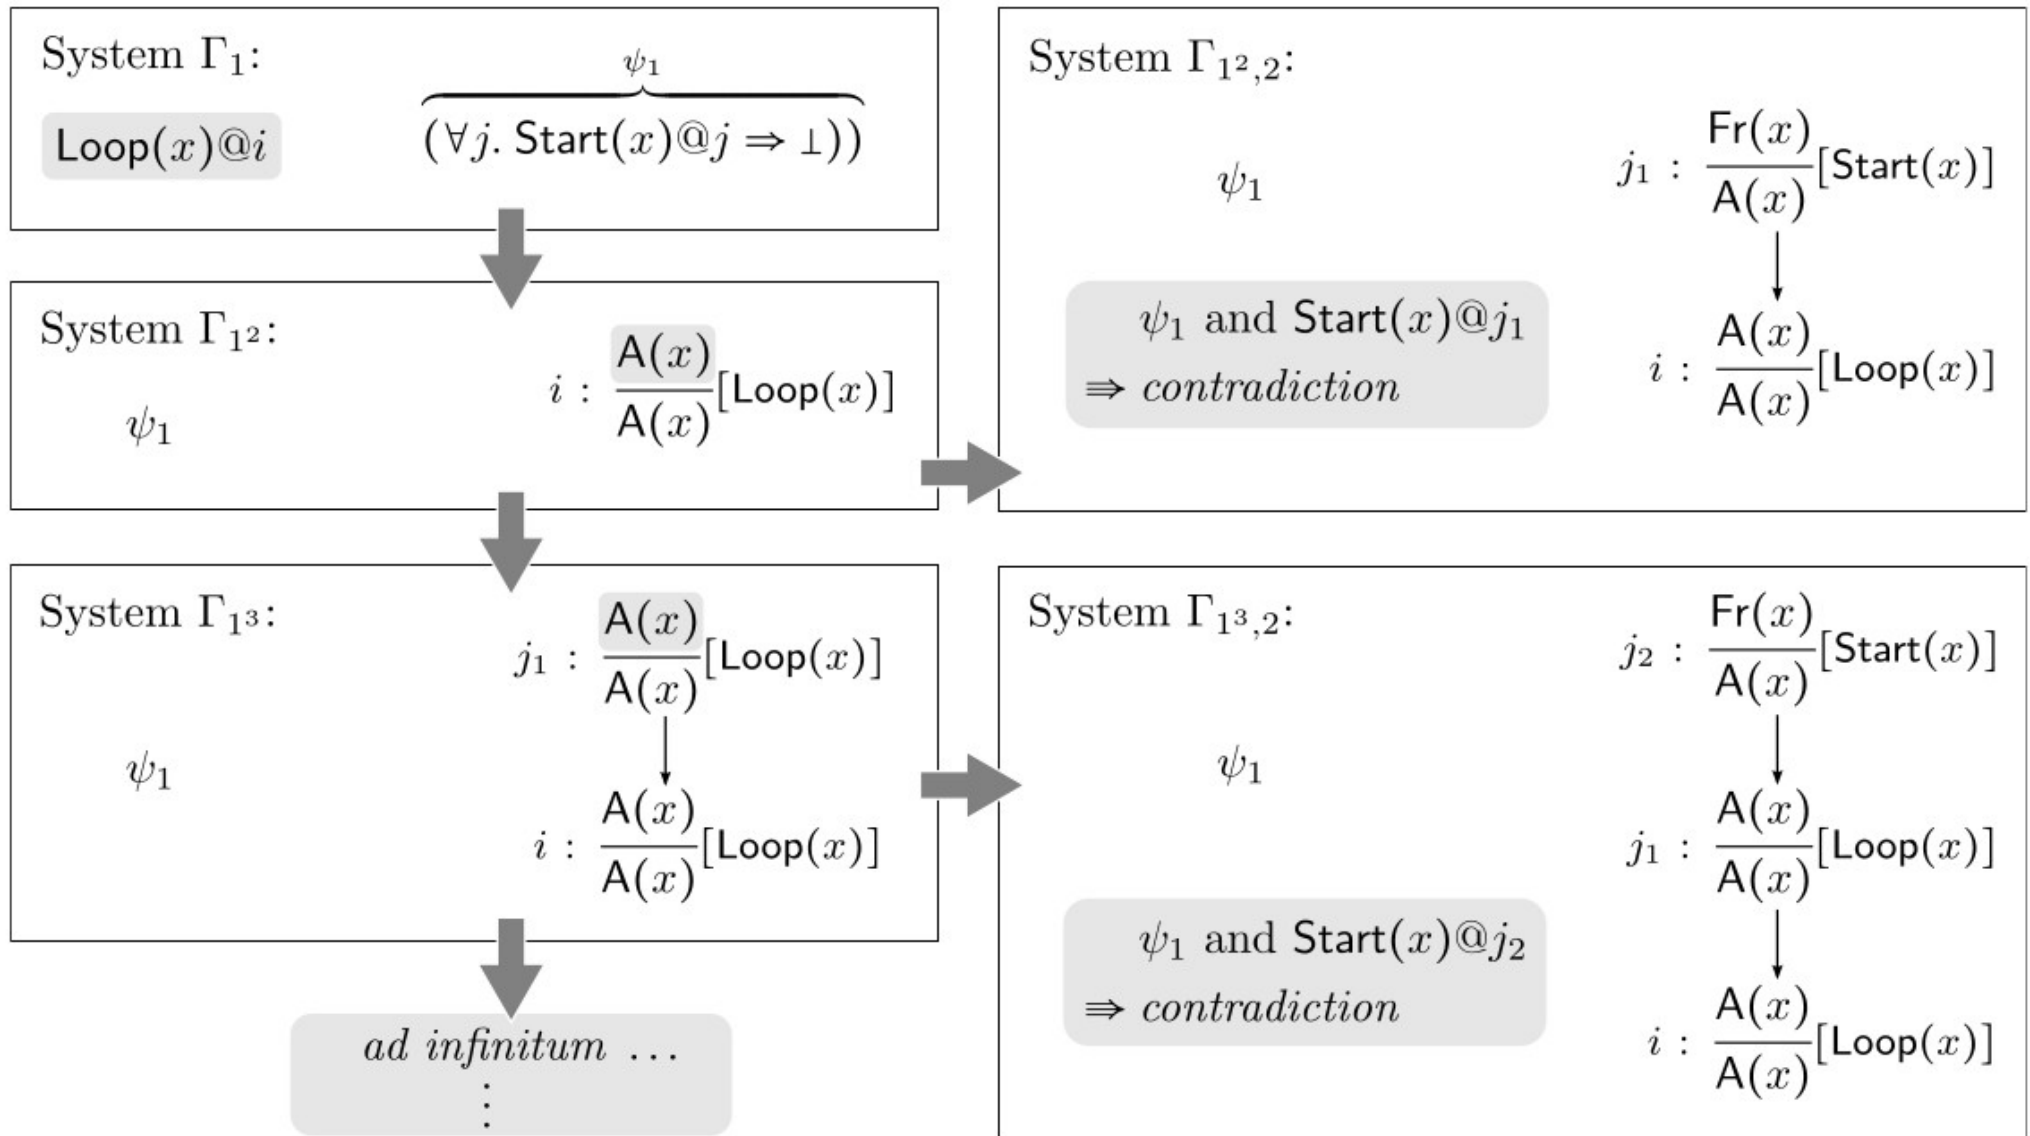 System Γ₁:
ψ₁
Loop(x)@i (∀j. Start(x)@j ⇒ ⊥))
System Γ₁²:
A(x)
i : [Loop(x)]
A(x)
ψ₁
System Γ₁³:
A(x)
j₁ : [Loop(x)]
A(x)
ψ₁
A(x)
i : [Loop(x)]
A(x)
ad infinitum ...
⋮
System Γ₁²,₂:
Fr(x)
j₁ : [Start(x)]
A(x)
ψ₁
ψ₁ and Start(x)@j₁
⇛ contradiction
A(x)
i : [Loop(x)]
A(x)
System Γ₁³,₂:
Fr(x)
j₂ : [Start(x)]
A(x)
ψ₁
A(x)
j₁ : [Loop(x)]
A(x)
ψ₁ and Start(x)@j₂
⇛ contradiction
A(x)
i : [Loop(x)]
A(x)